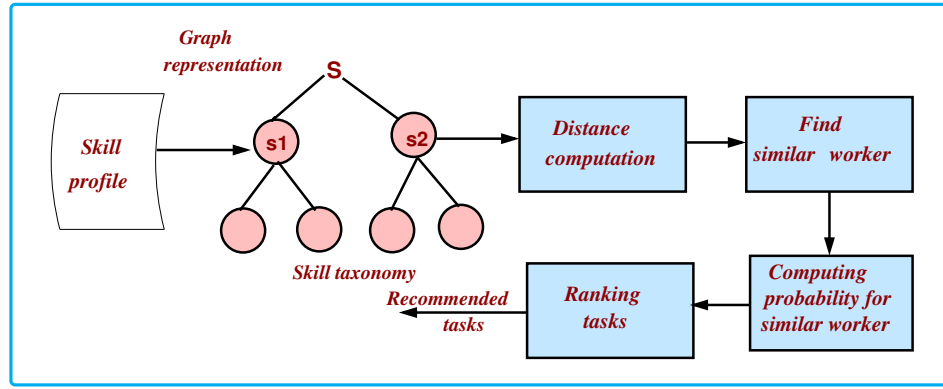 Graph
representation
S
Skill
profile
s1
s2
Distance
computation
Find
similar worker
Skill taxonomy
Computing
probability for
similar worker
Ranking
tasks
Recommended
tasks